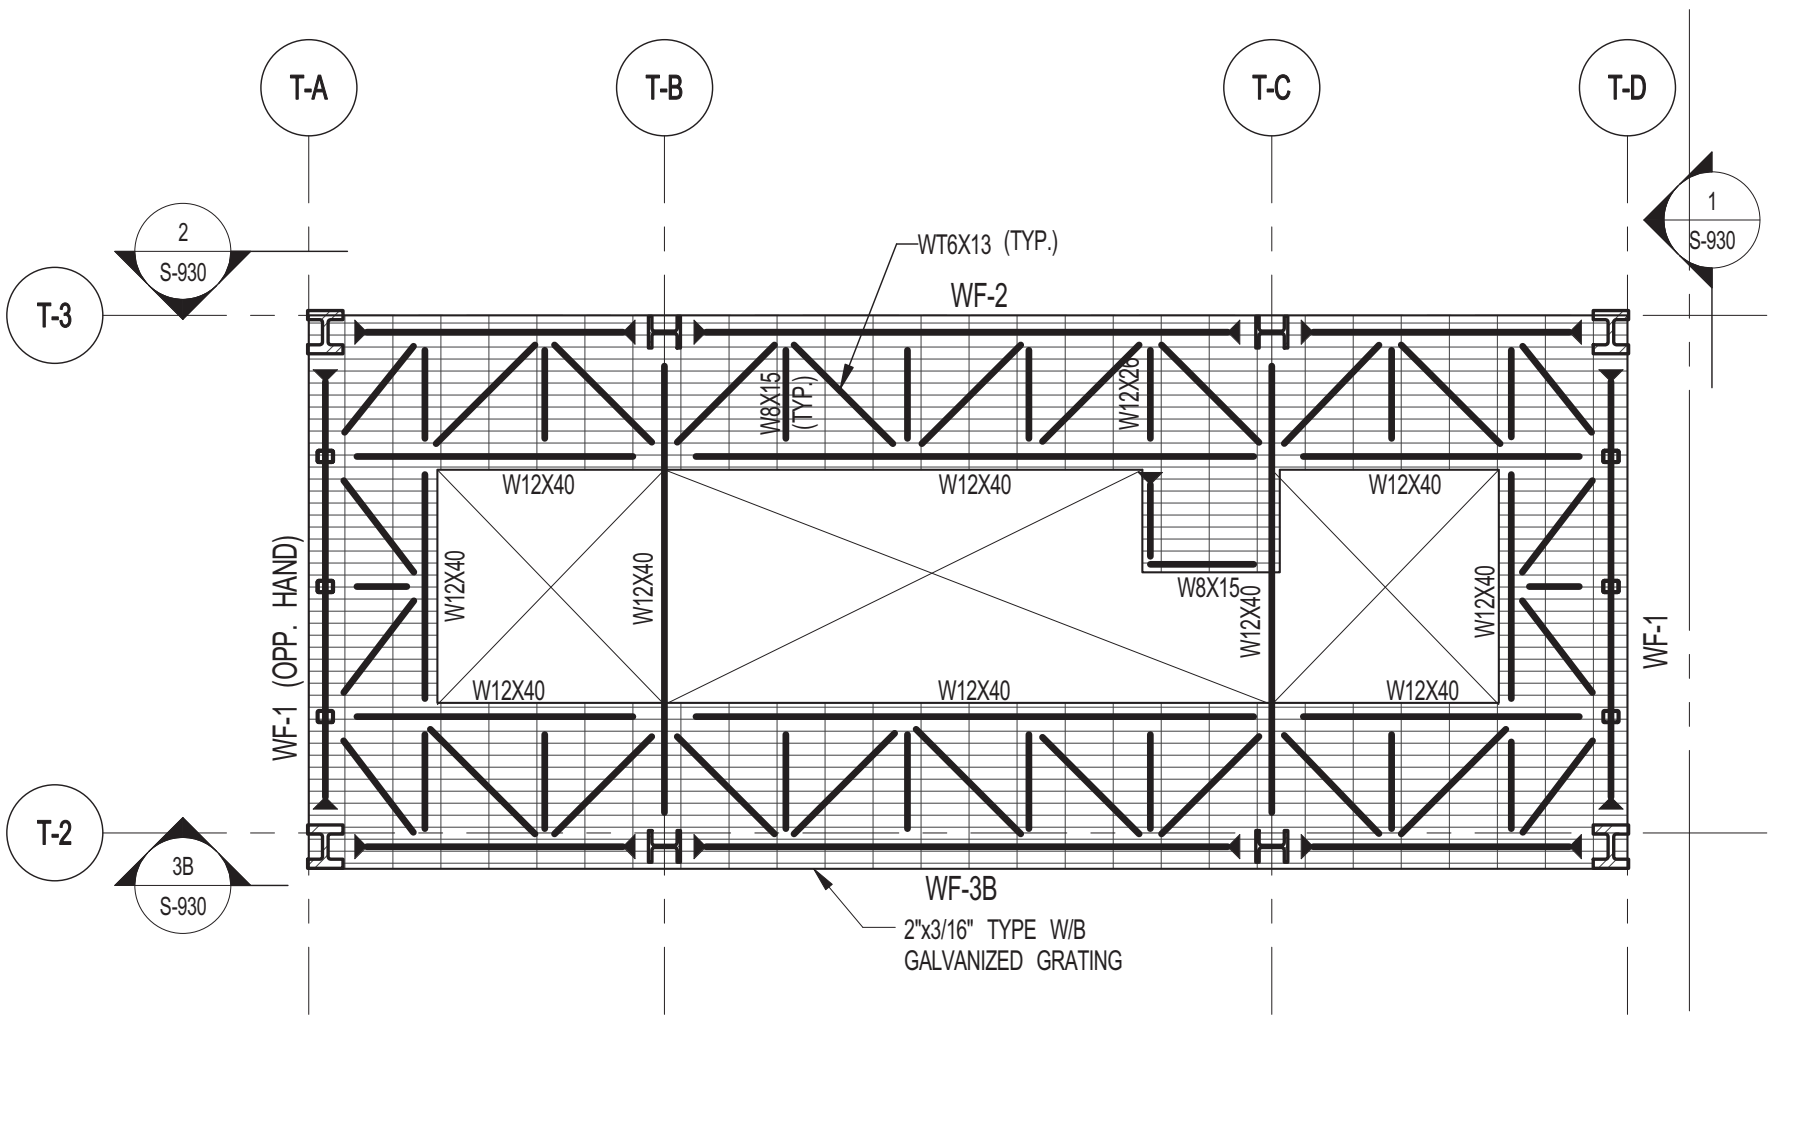 T-A
T-B
T-C
T-D
1
S-930
2
S-930
WT6X13 (TYP.)
T-3
WF-2
W8X15
(TYP.)
W12X26
W12X40
W12X40
W12X40
W12X40
W12X40
W8X15
W12X40
W12X40
WF-1 (OPP. HAND)
WF-1
W12X40
W12X40
W12X40
T-2
3B
S-930
WF-3B
2"x3/16" TYPE W/B
GALVANIZED GRATING